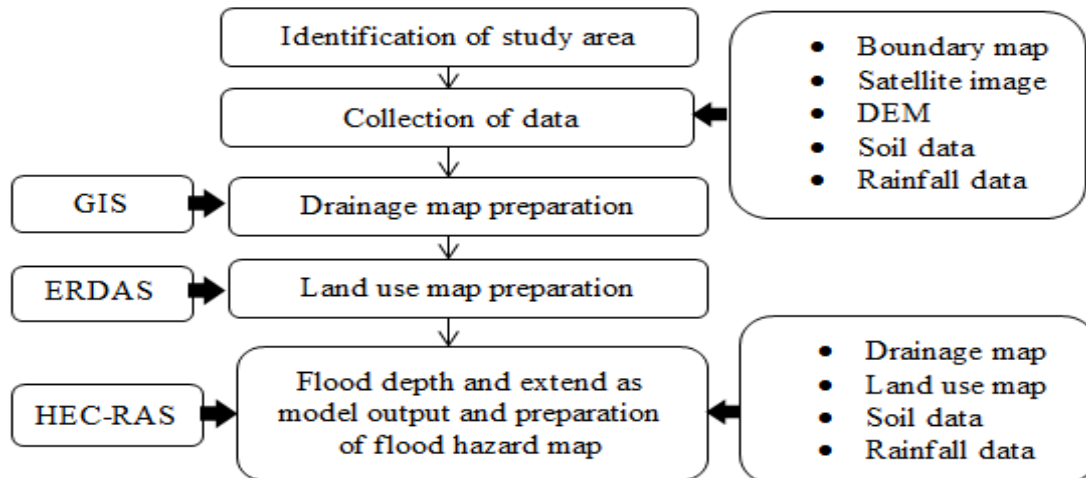 Identification of study area
Collection of data
• Boundary map
• Satellite image
• DEM
• Soil data
• Rainfall data
GIS
Drainage map preparation
ERDAS
Land use map preparation
HEC-RAS
Flood depth and extend as
model output and preparation
of flood hazard map
• Drainage map
• Land use map
• Soil data
• Rainfall data